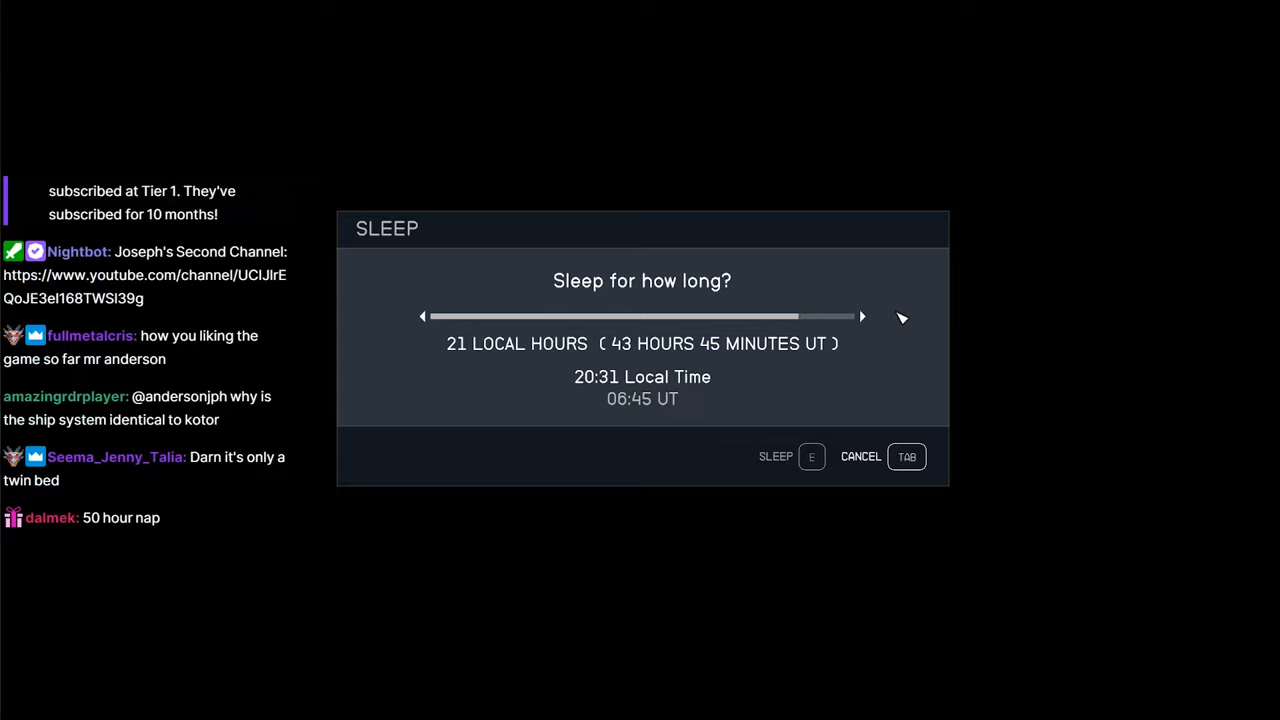 subscribed at Tier 1. They've
subscribed for 10 months!
Nightbot: Joseph's Second Channel:
https://www.youtube.com/channel/UCIJIrE
QoJE3eI168TWSI39g
fullmetalcris: how you liking the
game so far mr anderson
amazingrdrplayer: @andersonjph why is
the ship system identical to kotor
Seema_Jenny_Talia: Darn it's only a
twin bed
dalmek: 50 hour nap
SLEEP
Sleep for how long?
21 LOCAL HOURS ( 43 HOURS 45 MINUTES UT )
20:31 Local Time
06:45 UT
SLEEP E CANCEL TAB